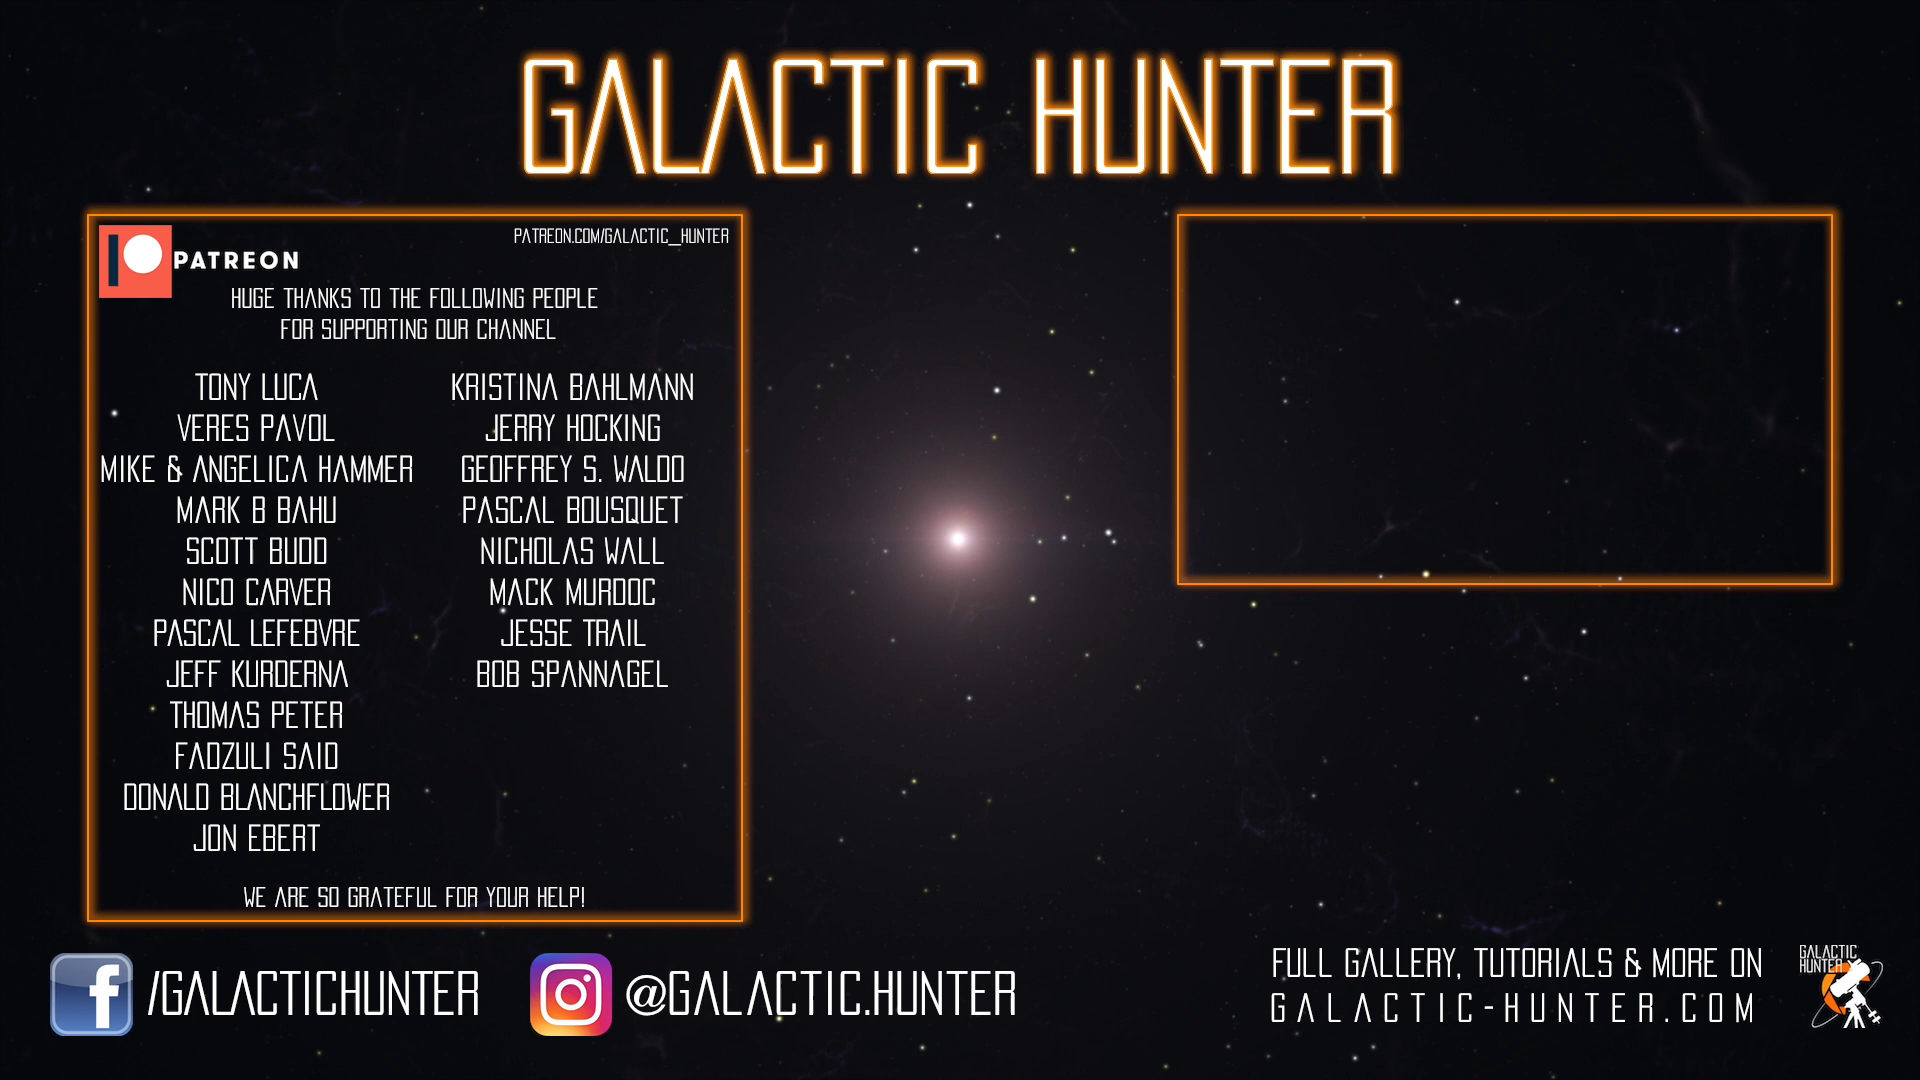 GALACTIC HUNTER
PATREON
PATREON.COM/GALACTIC_HUNTER
HUGE THANKS TO THE FOLLOWING PEOPLE
FOR SUPPORTING OUR CHANNEL
TONY LUCA
VERES PAVOL
MIKE & ANGELICA HAMMER
MARK B BAHU
SCOTT BUDD
NICO CARVER
PASCAL LEFEBVRE
JEFF KURDERNA
THOMAS PETER
FADZULI SAID
DONALD BLANCHFLOWER
JON EBERT
KRISTINA BAHLMANN
JERRY HOCKING
GEOFFREY S. WALDO
PASCAL BOUSQUET
NICHOLAS WALL
MACK MURDOC
JESSE TRAIL
BOB SPANNAGEL
WE ARE SO GRATEFUL FOR YOUR HELP!
/GALACTICHUNTER
@GALACTIC.HUNTER
FULL GALLERY, TUTORIALS & MORE ON
GALACTIC-HUNTER.COM
GALACTIC
HUNTER